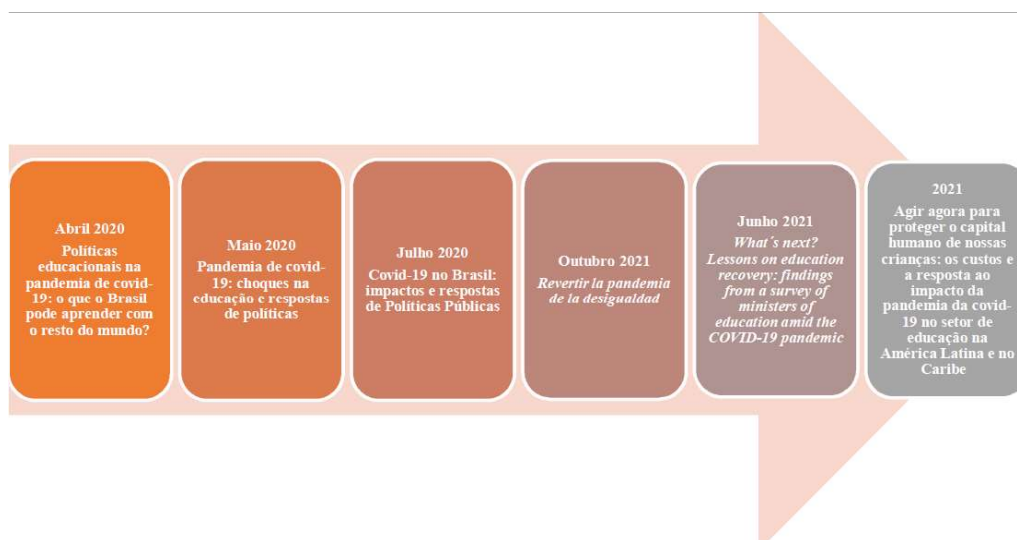 Abril 2020
Políticas
educacionais na
pandemia de covid-
19: o que o Brasil
pode aprender com
o resto do mundo?
Maio 2020
Pandemia de covid-
19: choques na
educação e respostas
de políticas
Julho 2020
Covid-19 no Brasil:
impactos e respostas
de Políticas Públicas
Outubro 2021
Revertir la pandemia
de la desigualdad
Junho 2021
What´s next?
Lessons on education
recovery: findings
from a survey of
ministers of
education amid the
COVID-19 pandemic
2021
Agir agora para
proteger o capital
humano de nossas
crianças: os custos e
a resposta ao
impacto da
pandemia da covid-
19 no setor de
educação na
América Latina e no
Caribe